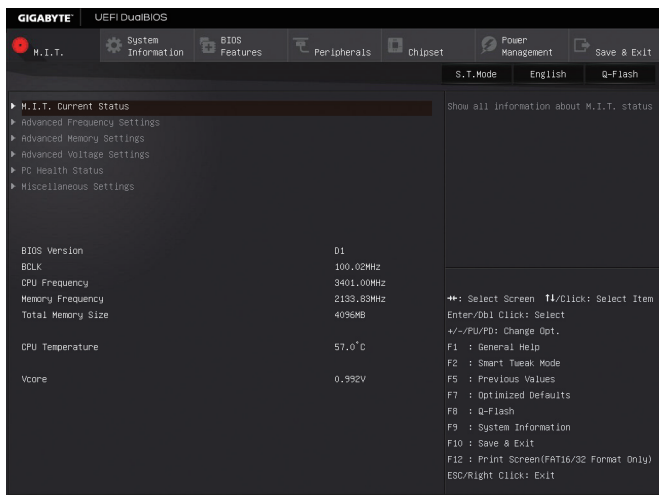 GIGABYTE™ UEFI DualBIOS
M.I.T.
System Information
BIOS Features
Peripherals
Chipset
Power Management
Save & Exit
S.T.Mode English Q-Flash
M.I.T. Current Status
Advanced Frequency Settings
Advanced Memory Settings
Advanced Voltage Settings
PC Health Status
Miscellaneous Settings
Show all information about M.I.T. status
BIOS Version D1
BCLK 100.02MHz
CPU Frequency 3401.00MHz
Memory Frequency 2133.83MHz
Total Memory Size 4096MB
CPU Temperature 57.0°C
Vcore 0.992V
→←: Select Screen ↑↓/Click: Select Item
Enter/Dbl Click: Select
+/-/PU/PD: Change Opt.
F1 : General Help
F2 : Smart Tweak Mode
F5 : Previous Values
F7 : Optimized Defaults
F8 : Q-Flash
F9 : System Information
F10 : Save & Exit
F12 : Print Screen(FAT16/32 Format Only)
ESC/Right Click: Exit